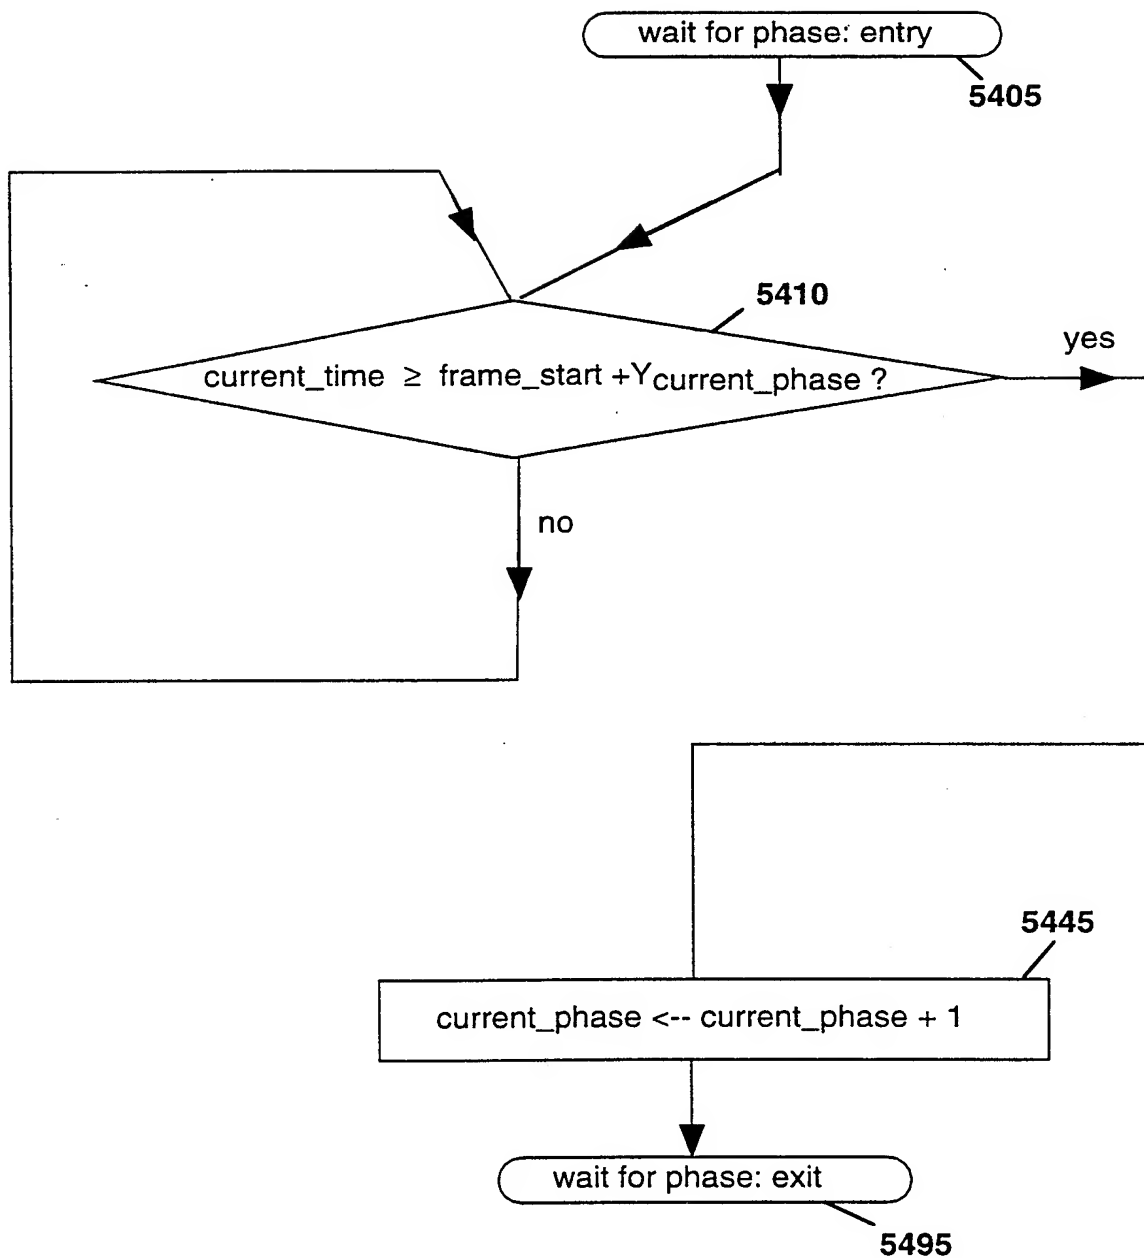 wait for phase: entry
5405
5410
yes
current_time ≥ frame_start +Ycurrent_phase ?
no
5445
current_phase <-- current_phase + 1
wait for phase: exit
5495